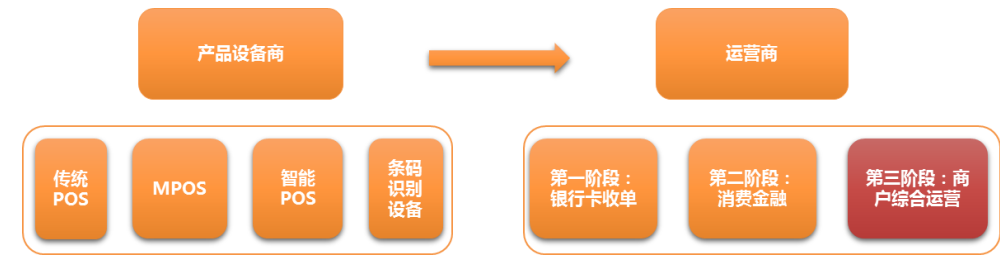 产品设备商
运营商
传统
POS
MPOS
智能
POS
条码
识别
设备
第一阶段：
银行卡收单
第二阶段：
消费金融
第三阶段：商
户综合运营